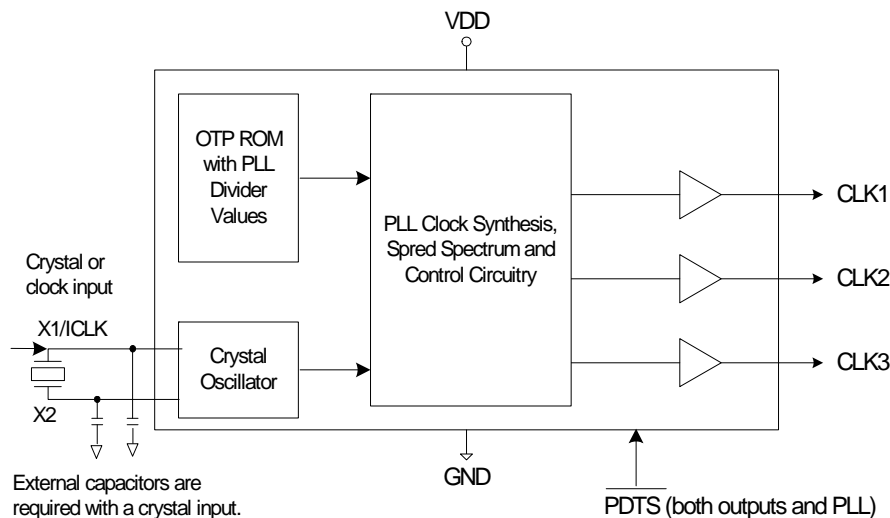 VDD
OTP ROM
with PLL
Divider
Values
PLL Clock Synthesis,
Spred Spectrum and
Control Circuitry
CLK1
CLK2
CLK3
Crystal or
clock input
X1/ICLK
Crystal
Oscillator
X2
GND
External capacitors are
required with a crystal input.
PDTS (both outputs and PLL)